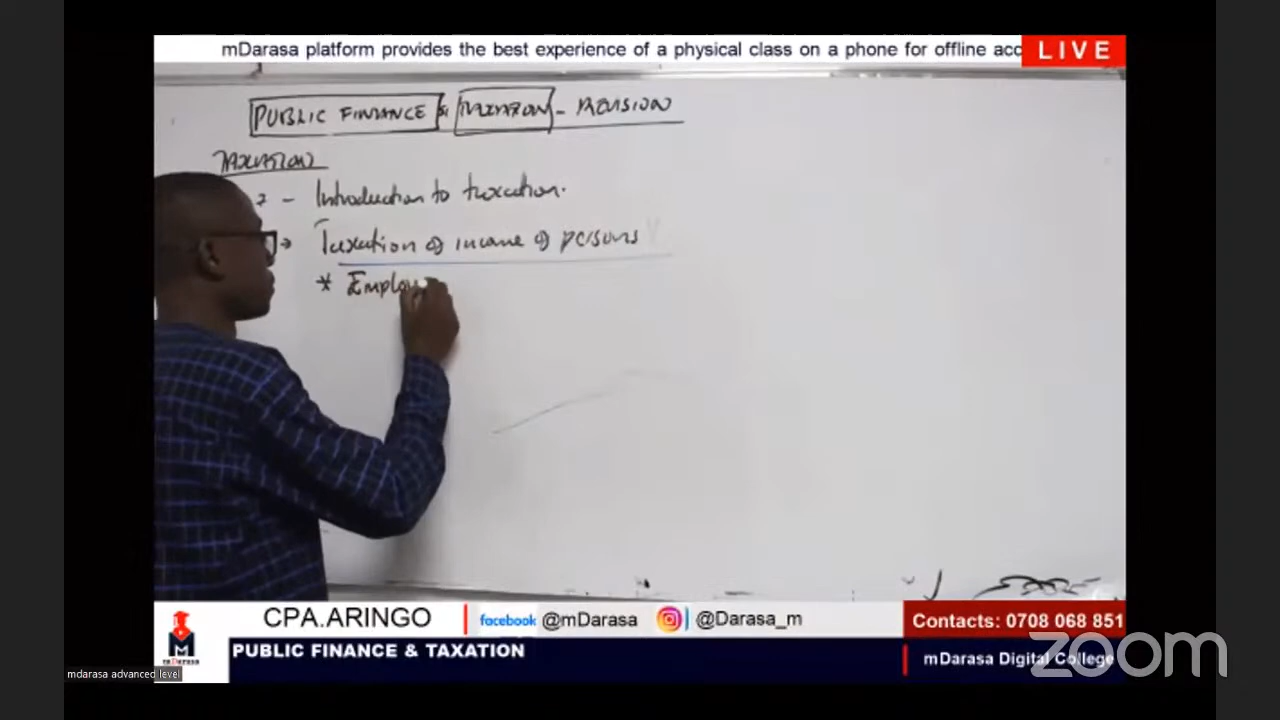 mDarasa platform provides the best experience of a physical class on a phone for offline acc
LIVE
PUBLIC FINANCE & TAXATION - REVISION
TAXATION
2 - Introduction to taxation.
→ Taxation of income of persons
* Employ
CPA.ARINGO
facebook @mDarasa
@Darasa_m
Contacts: 0708 068 851
mDarasa
PUBLIC FINANCE & TAXATION
mDarasa Digital College
zoom
mdarasa advanced level